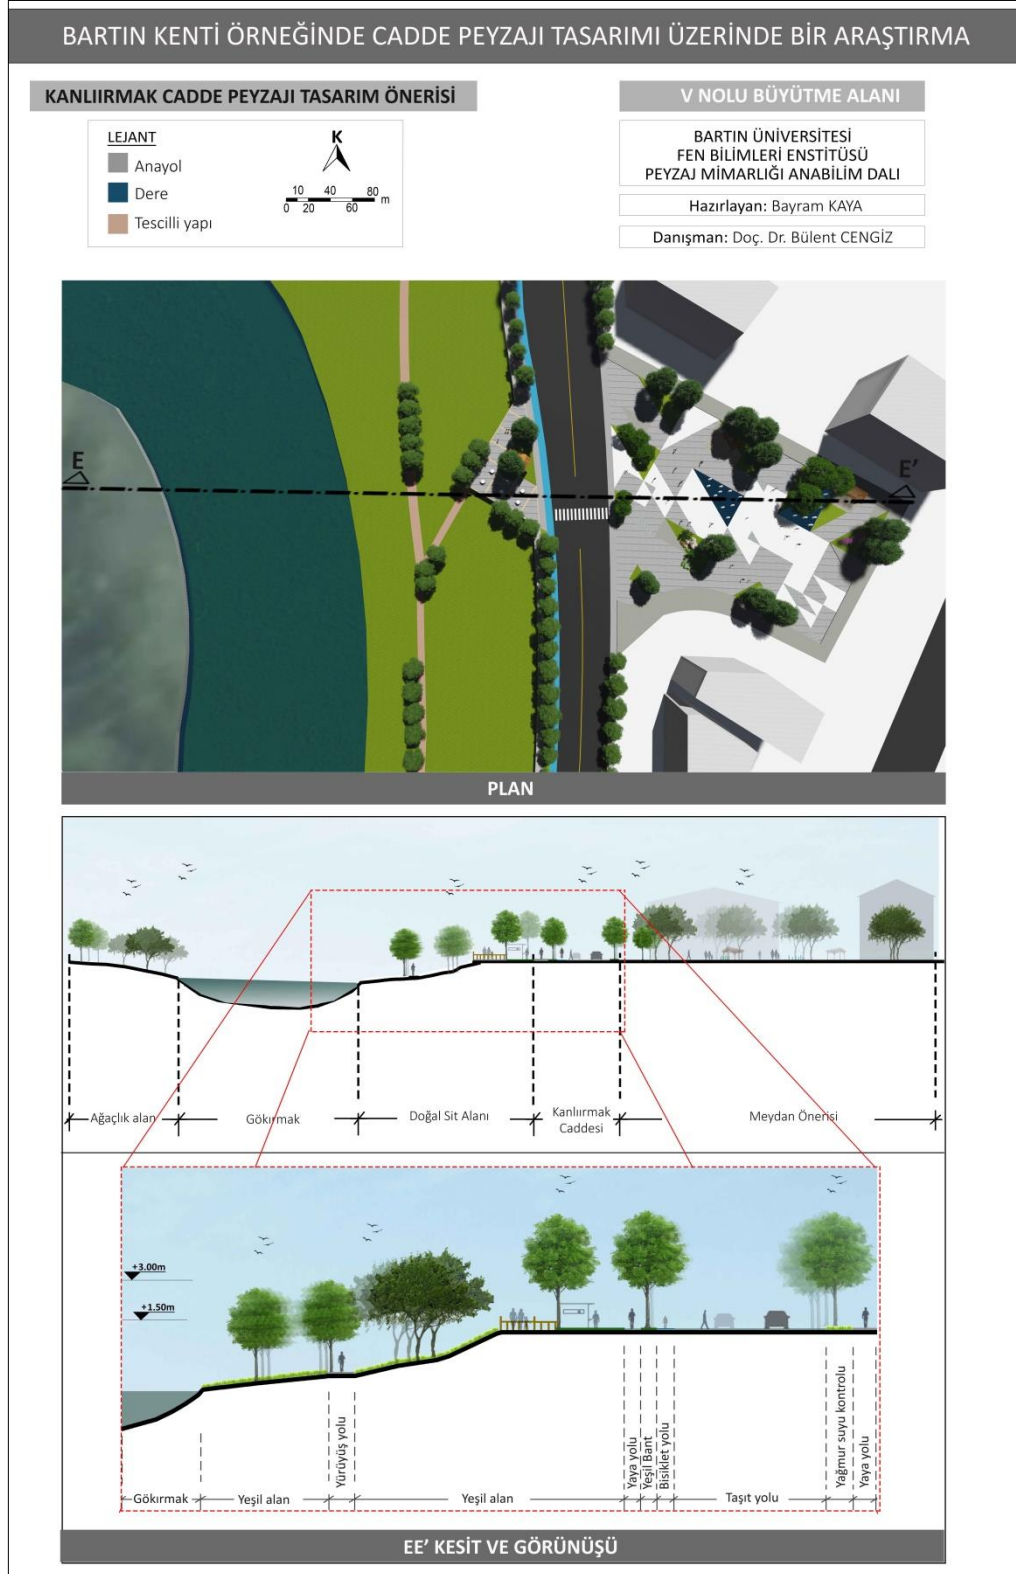 BARTIN KENTİ ÖRNEĞİNDE CADDE PEYZAJI TASARIMI ÜZERİNDE BİR ARAŞTIRMA
KANLIIRMAK CADDE PEYZAJI TASARIM ÖNERİSİ
V NOLU BÜYÜTME ALANI
LEJANT
Anayol
Dere
Tescilli yapı
K
10 40 80
0 20 60 m
BARTIN ÜNİVERSİTESİ
FEN BİLİMLERİ ENSTİTÜSÜ
PEYZAJ MİMARLIĞI ANABİLİM DALI
Hazırlayan: Bayram KAYA
Danışman: Doç. Dr. Bülent CENGİZ
E
E'
PLAN
Ağaçlık alan
Gökırmak
Doğal Sit Alanı
Kanlıırmak
Caddesi
Meydan Önerisi
+3.00m
+1.50m
Yürüyüş yolu
Yaya yolu
Yeşil Bant
Bisiklet yolu
Yağmur suyu kontrolu
Yaya yolu
Gökırmak
Yeşil alan
Yeşil alan
Taşıt yolu
EE' KESİT VE GÖRÜNÜŞÜ